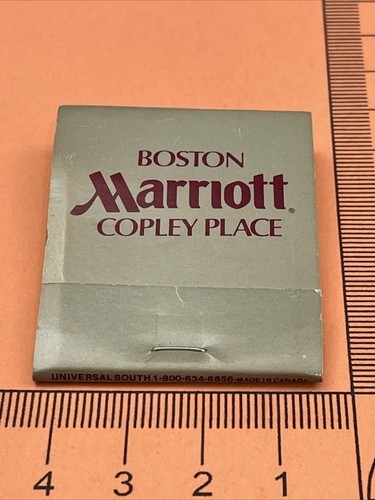 BOSTON
Marriott®
COPLEY PLACE
UNIVERSAL SOUTH 1-800-634-6656 MADE IN CANADA
4 3 2 1